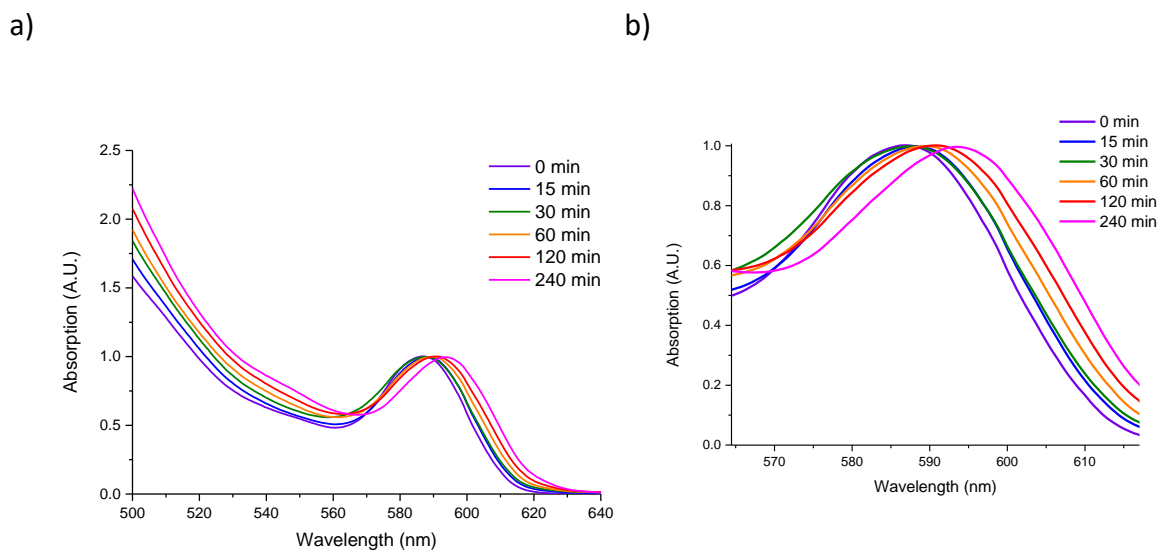 a)
2.5
2.0
1.5
1.0
0.5
0.0
500 520 540 560 580 600 620 640
Absorption (A.U.)
Wavelength (nm)
0 min
15 min
30 min
60 min
120 min
240 min
b)
1.0
0.8
0.6
0.4
0.2
0.0
570 580 590 600 610
Absorption (A.U.)
Wavelength (nm)
0 min
15 min
30 min
60 min
120 min
240 min